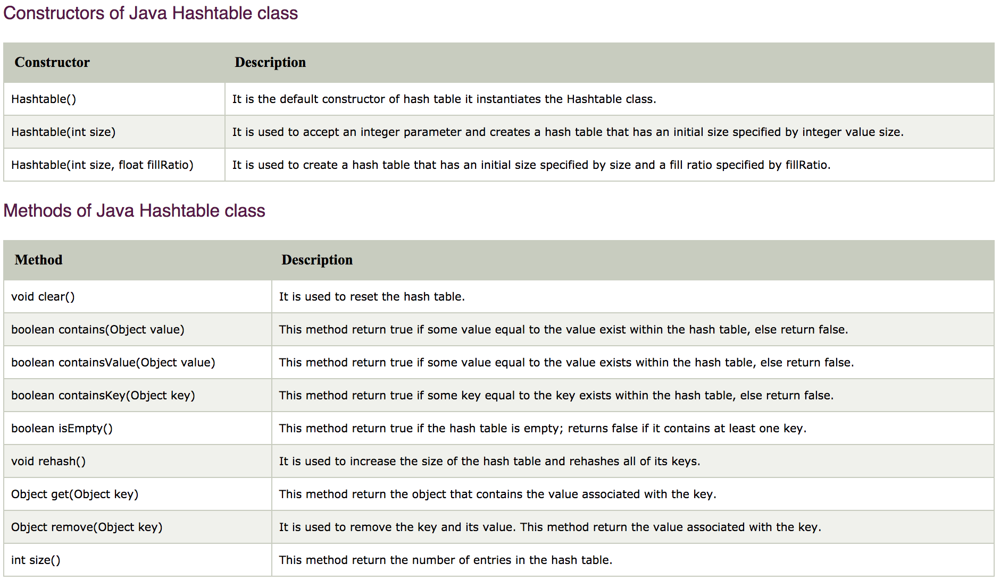 Constructors of Java Hashtable class
Constructor Description
Hashtable() It is the default constructor of hash table it instantiates the Hashtable class.
Hashtable(int size) It is used to accept an integer parameter and creates a hash table that has an initial size specified by integer value size.
Hashtable(int size, float fillRatio) It is used to create a hash table that has an initial size specified by size and a fill ratio specified by fillRatio.
Methods of Java Hashtable class
Method Description
void clear() It is used to reset the hash table.
boolean contains(Object value) This method return true if some value equal to the value exist within the hash table, else return false.
boolean containsValue(Object value) This method return true if some value equal to the value exists within the hash table, else return false.
boolean containsKey(Object key) This method return true if some key equal to the key exists within the hash table, else return false.
boolean isEmpty() This method return true if the hash table is empty; returns false if it contains at least one key.
void rehash() It is used to increase the size of the hash table and rehashes all of its keys.
Object get(Object key) This method return the object that contains the value associated with the key.
Object remove(Object key) It is used to remove the key and its value. This method return the value associated with the key.
int size() This method return the number of entries in the hash table.